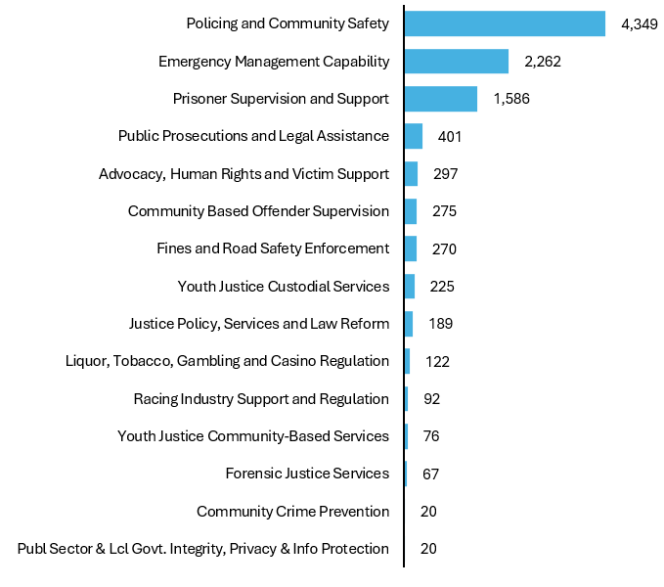 Policing and Community Safety 4,349
Emergency Management Capability 2,262
Prisoner Supervision and Support 1,586
Public Prosecutions and Legal Assistance 401
Advocacy, Human Rights and Victim Support 297
Community Based Offender Supervision 275
Fines and Road Safety Enforcement 270
Youth Justice Custodial Services 225
Justice Policy, Services and Law Reform 189
Liquor, Tobacco, Gambling and Casino Regulation 122
Racing Industry Support and Regulation 92
Youth Justice Community-Based Services 76
Forensic Justice Services 67
Community Crime Prevention 20
Publ Sector & Lcl Govt. Integrity, Privacy & Info Protection 20